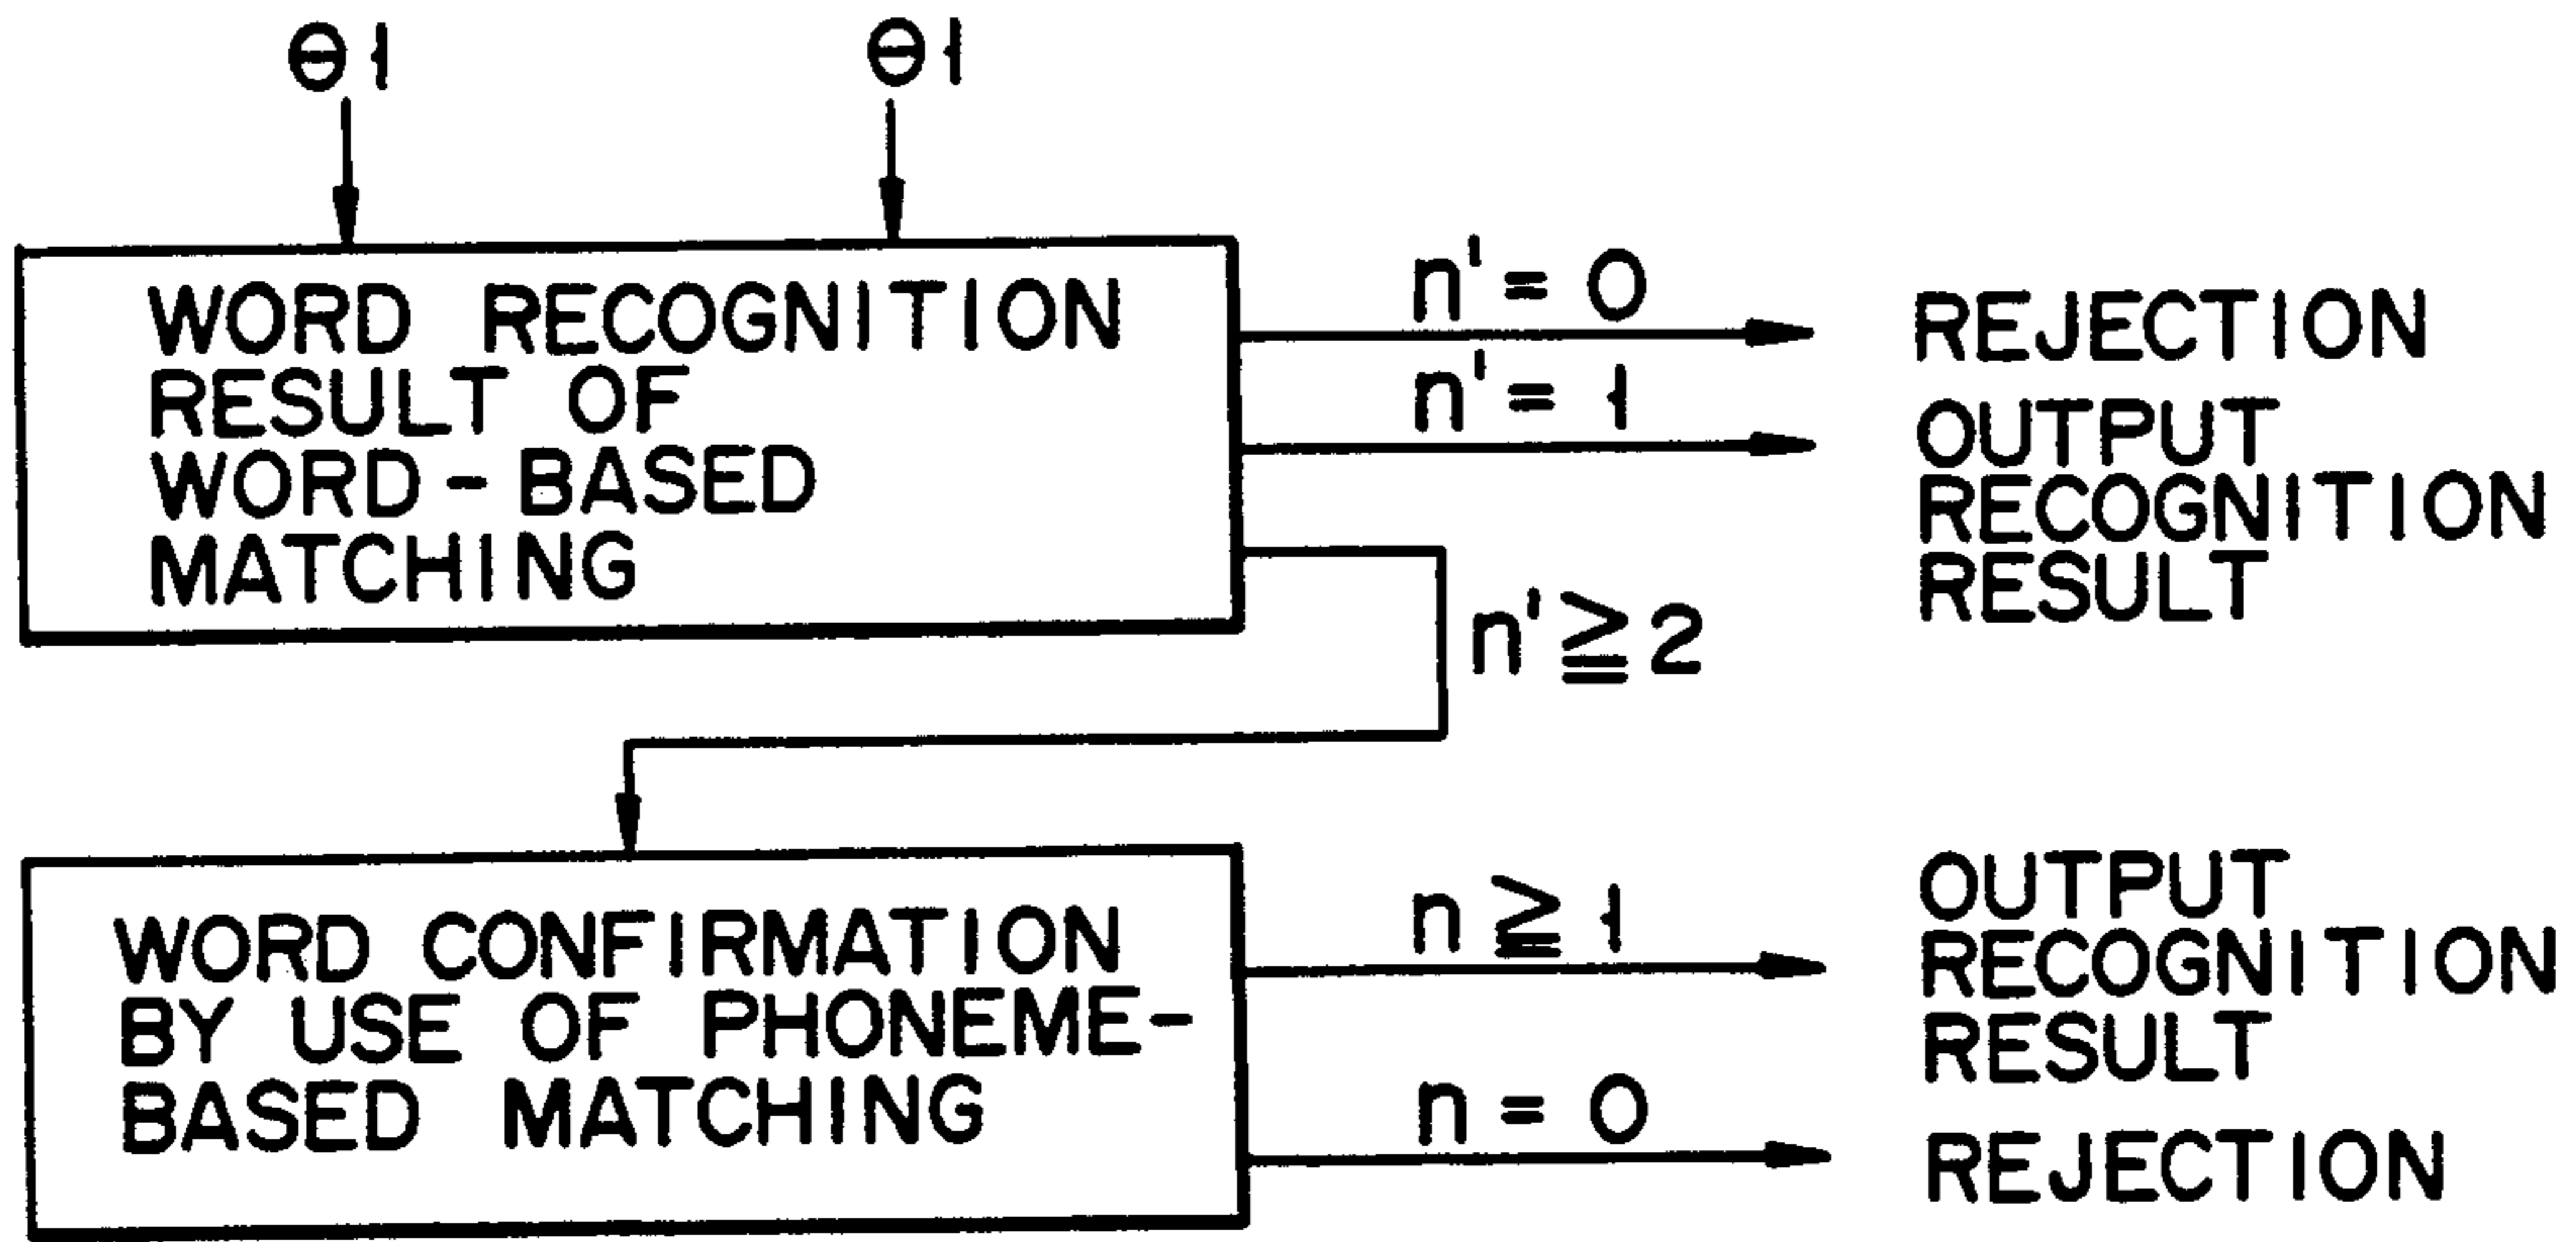 θ1 θ1
WORD RECOGNITION
RESULT OF
WORD-BASED
MATCHING
n' = 0
REJECTION
n' = 1
OUTPUT
RECOGNITION
RESULT
n' ≧ 2
WORD CONFIRMATION
BY USE OF PHONEME-
BASED MATCHING
n ≧ 1
OUTPUT
RECOGNITION
RESULT
n = 0
REJECTION